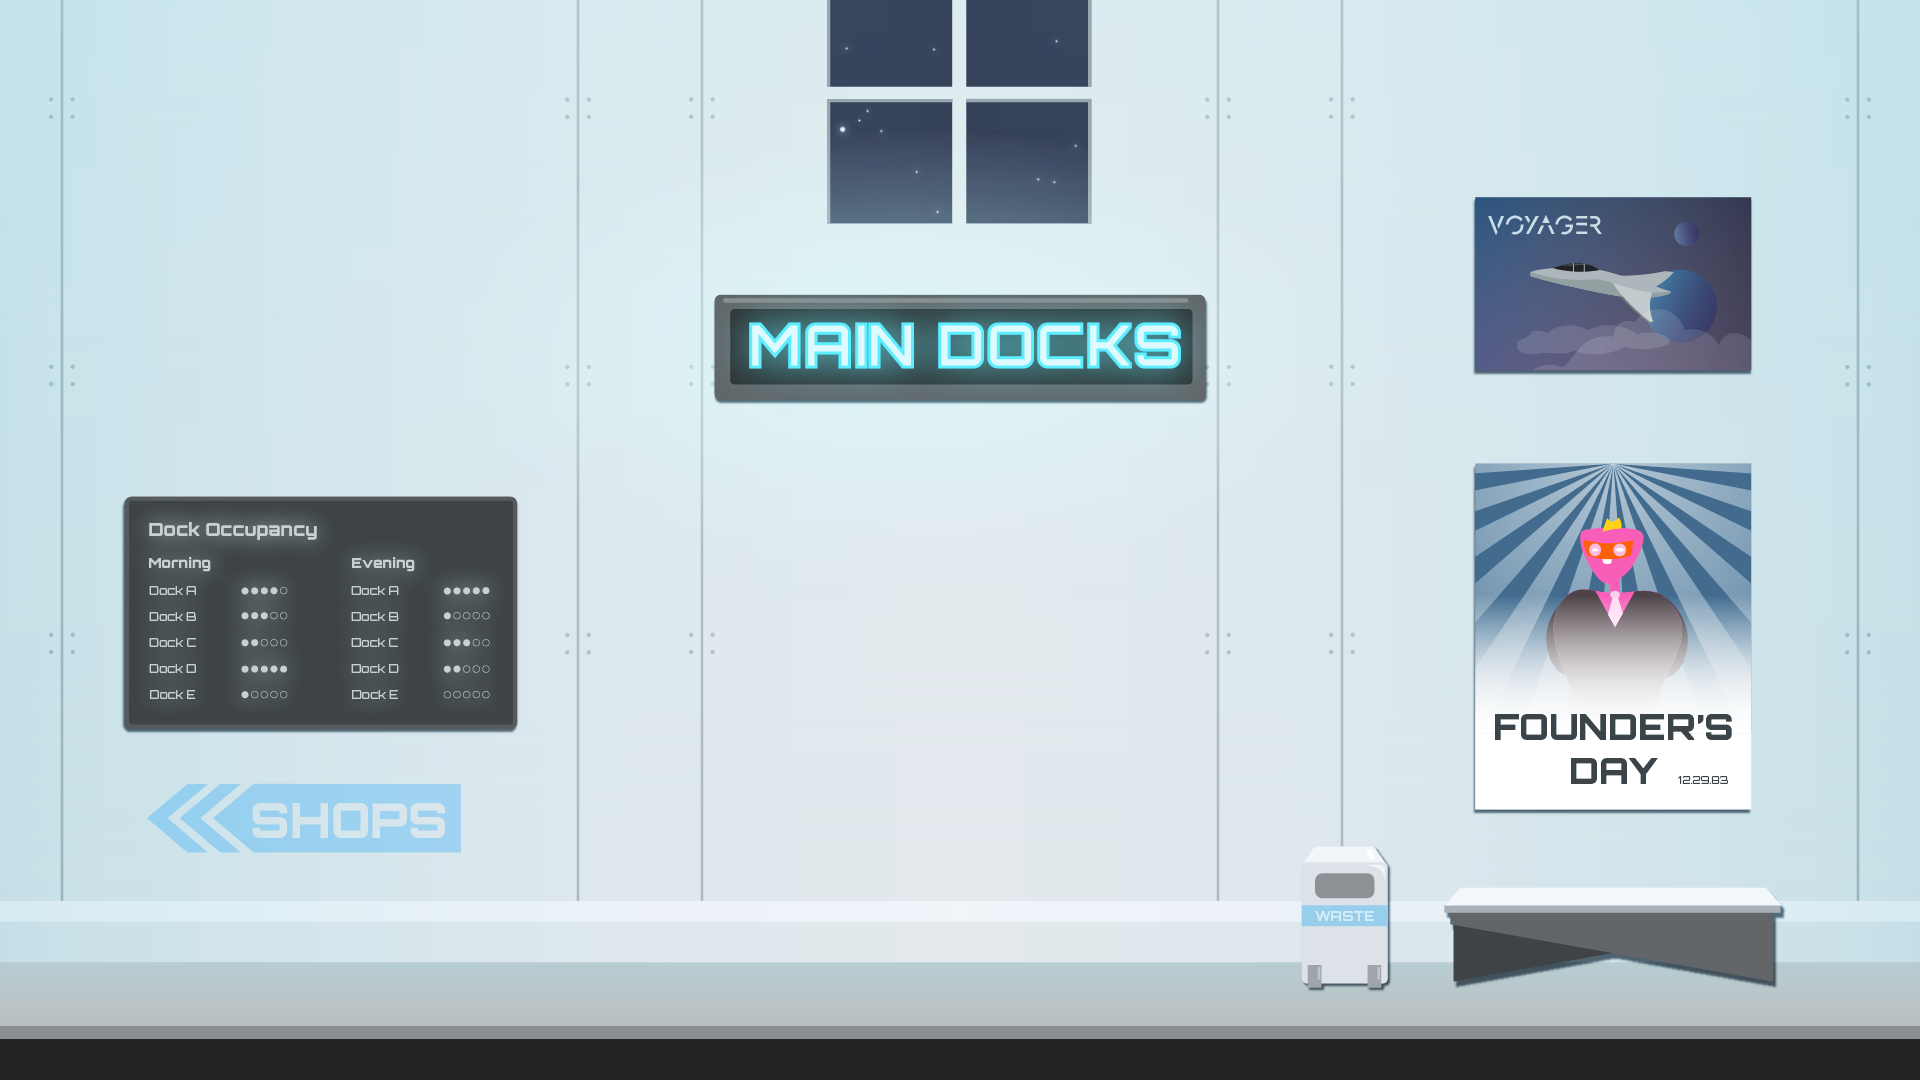 MAIN DOCKS
VOYAGER
Dock Occupancy
Morning Evening
Dock A Dock A
Dock B Dock B
Dock C Dock C
Dock D Dock D
Dock E Dock E
FOUNDER'S
DAY 12.29.83
SHOPS
WASTE